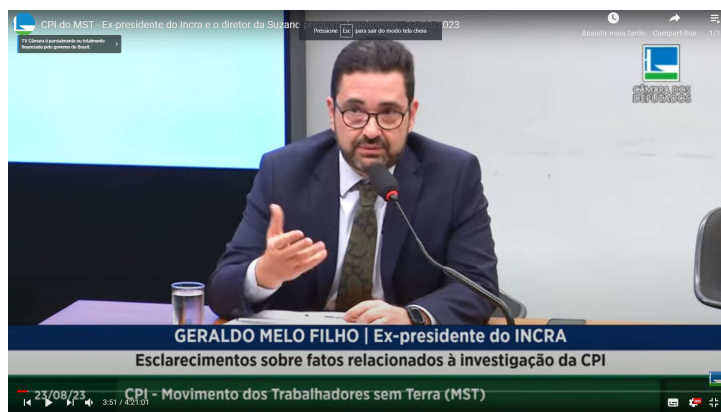 CPI do MST - Ex-presidente do Incra e o diretor da Suzano
023
Pressione Esc para sair do modo tela cheia
Assistir mais tarde
Compartilhar
1/1
TV Câmara é parcialmente ou totalmente
financiada pelo governo do Brasil.
CÂMARA DOS
DEPUTADOS
GERALDO MELO FILHO | Ex-presidente do INCRA
Esclarecimentos sobre fatos relacionados à investigação da CPI
23/08/23
CPI - Movimento dos Trabalhadores sem Terra (MST)
3:51 / 4:21:01